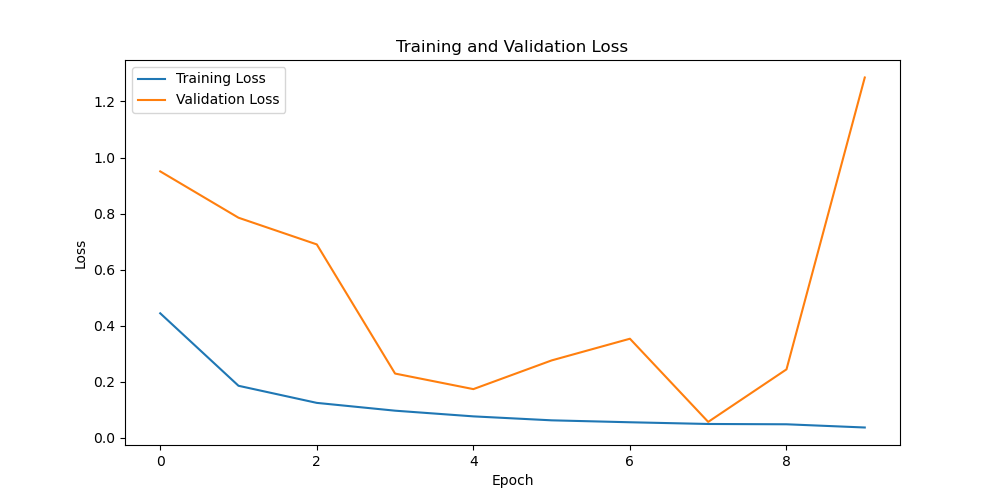 Training and Validation Loss
Training Loss
Validation Loss
1.2
1.0
0.8
0.6
0.4
0.2
0.0
Loss
0 2 4 6 8
Epoch